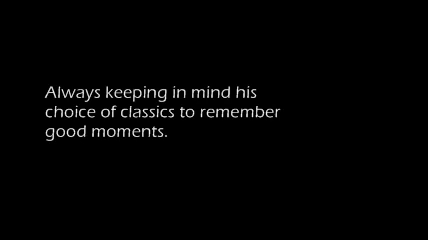 Always keeping in mind his
choice of classics to remember
good moments.